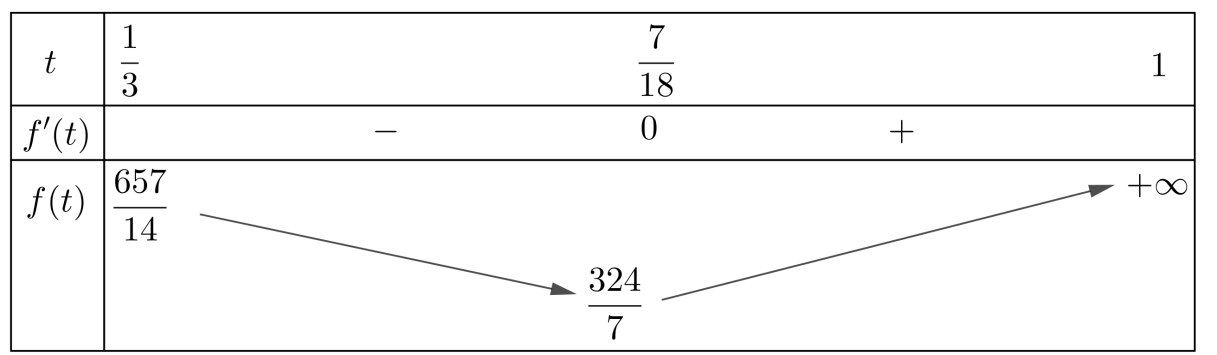 t 1/3 7/18 1
f′(t) − 0 +
f(t) 657/14 324/7 +∞